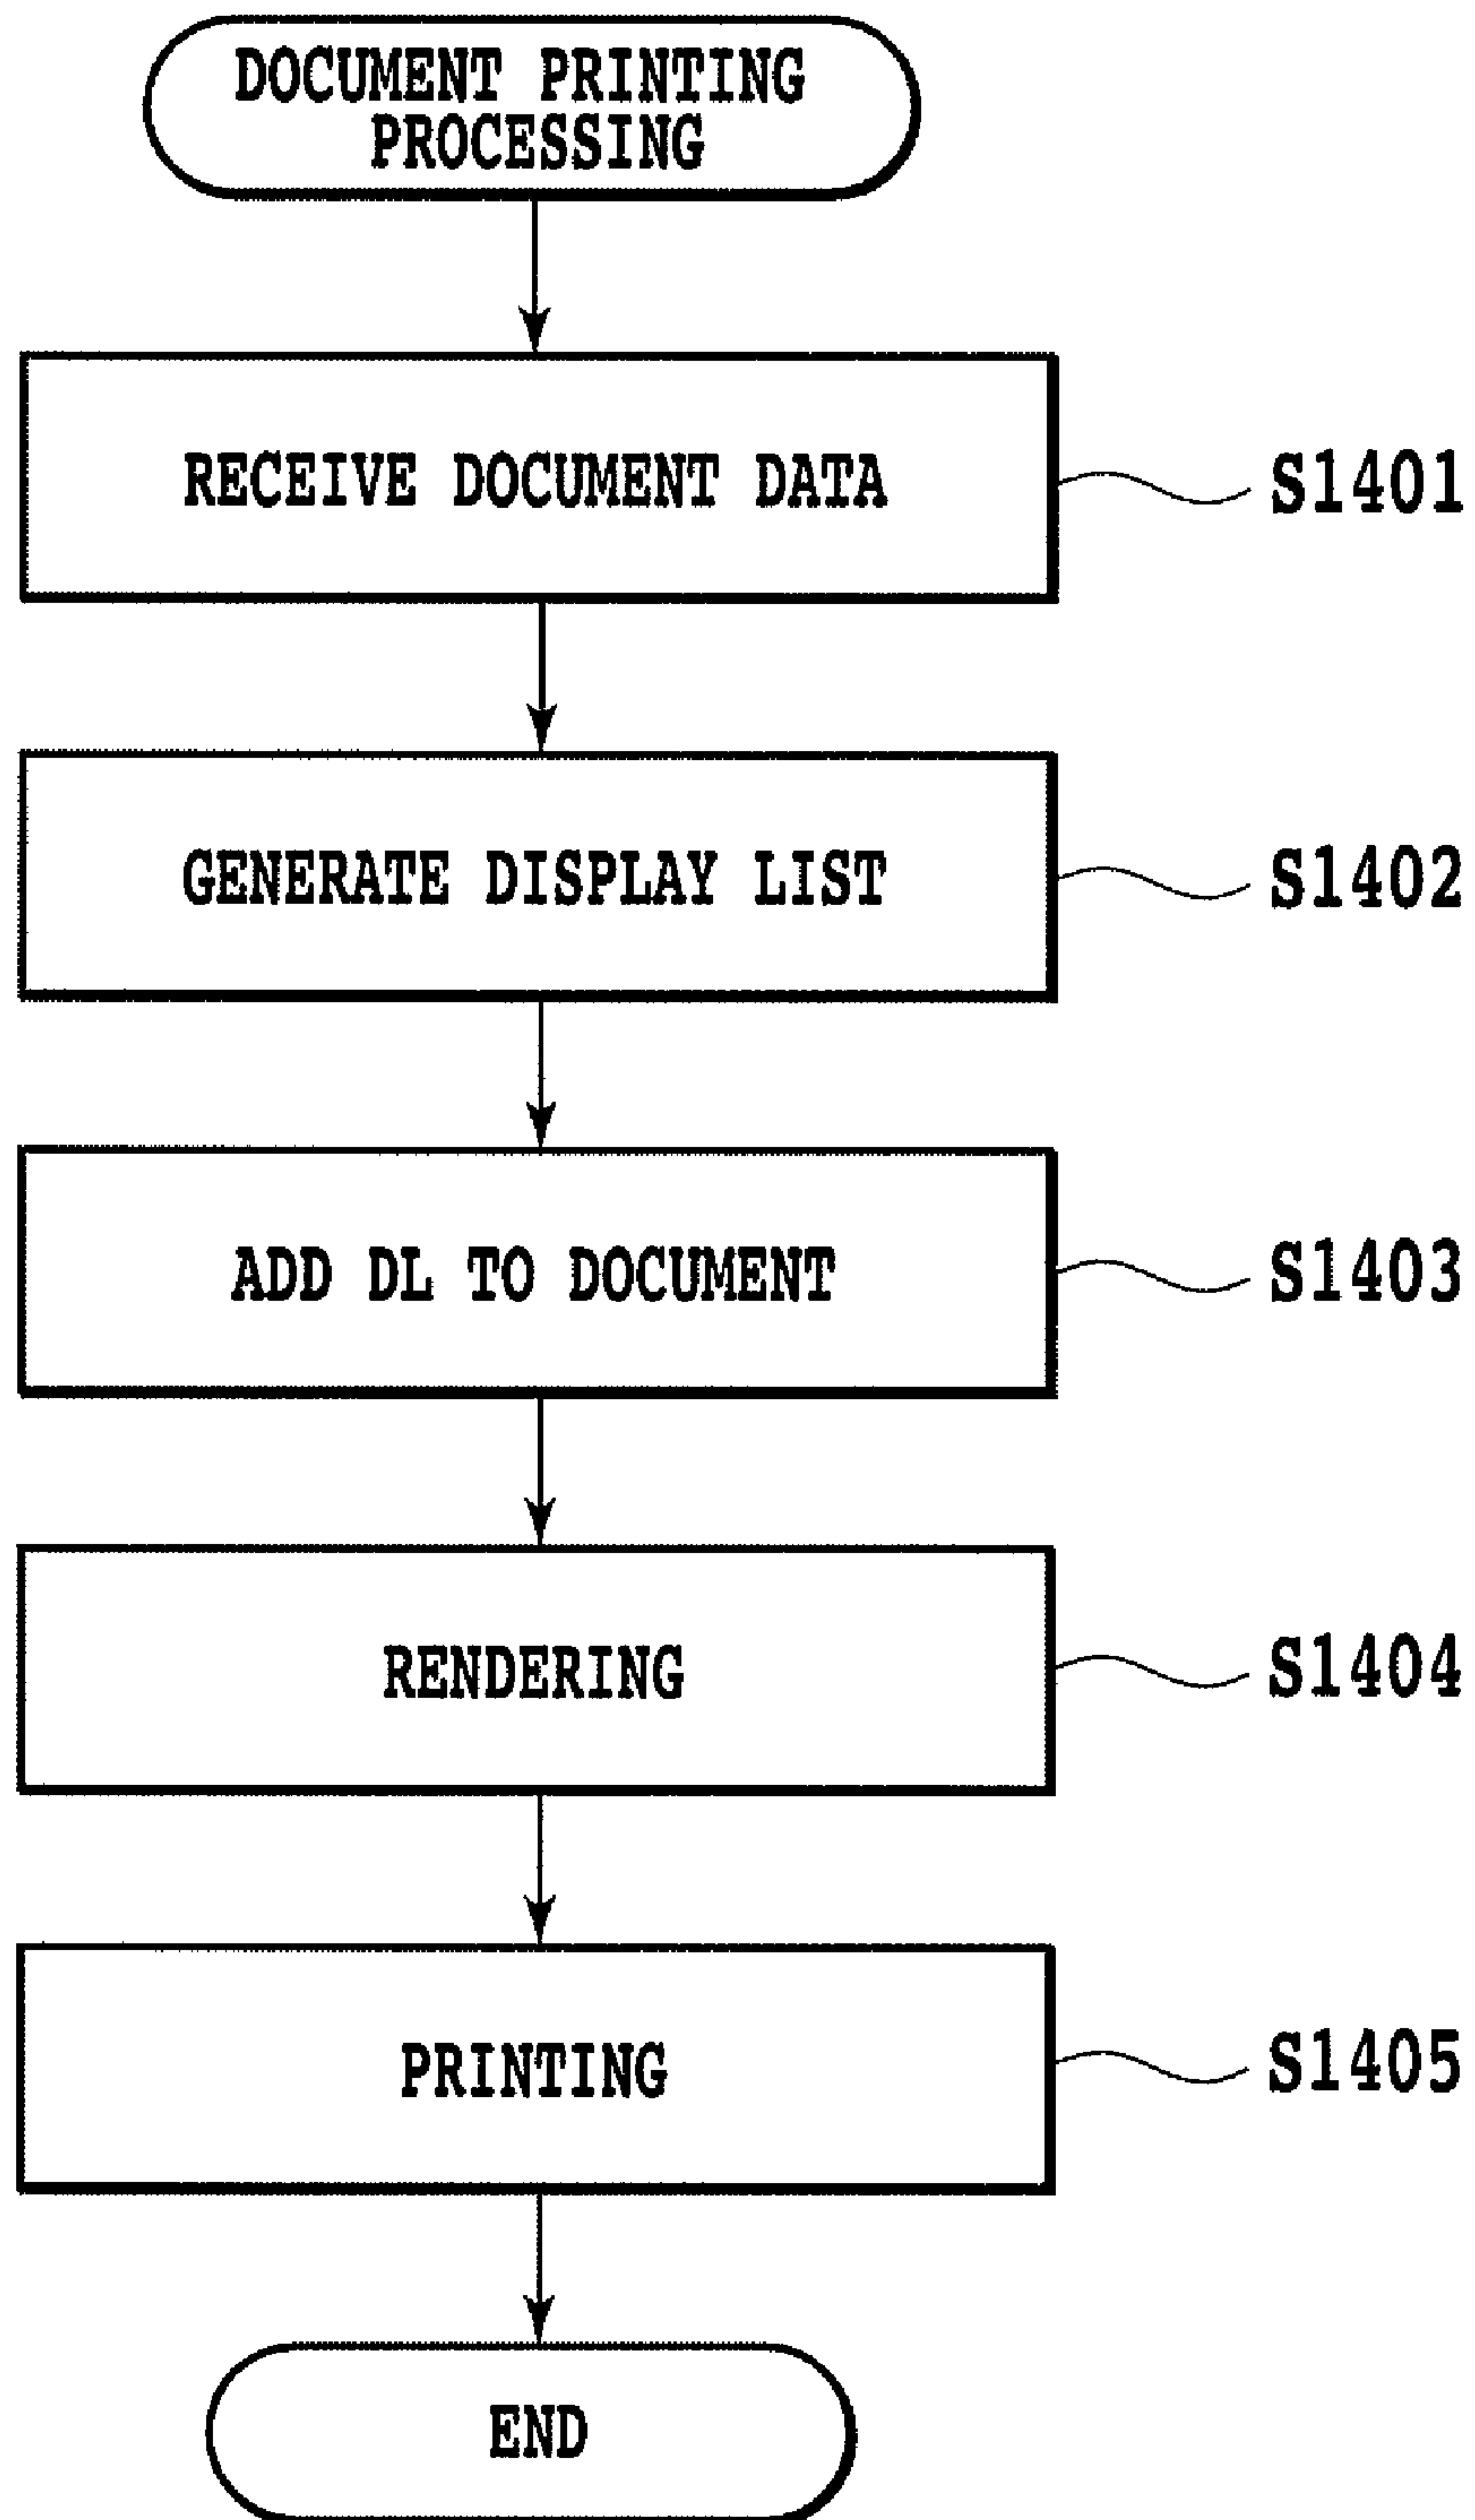 DOCUMENT PRINTING
PROCESSING
RECEIVE DOCUMENT DATA
S1401
GENERATE DISPLAY LIST
S1402
ADD DL TO DOCUMENT
S1403
RENDERING
S1404
PRINTING
S1405
END